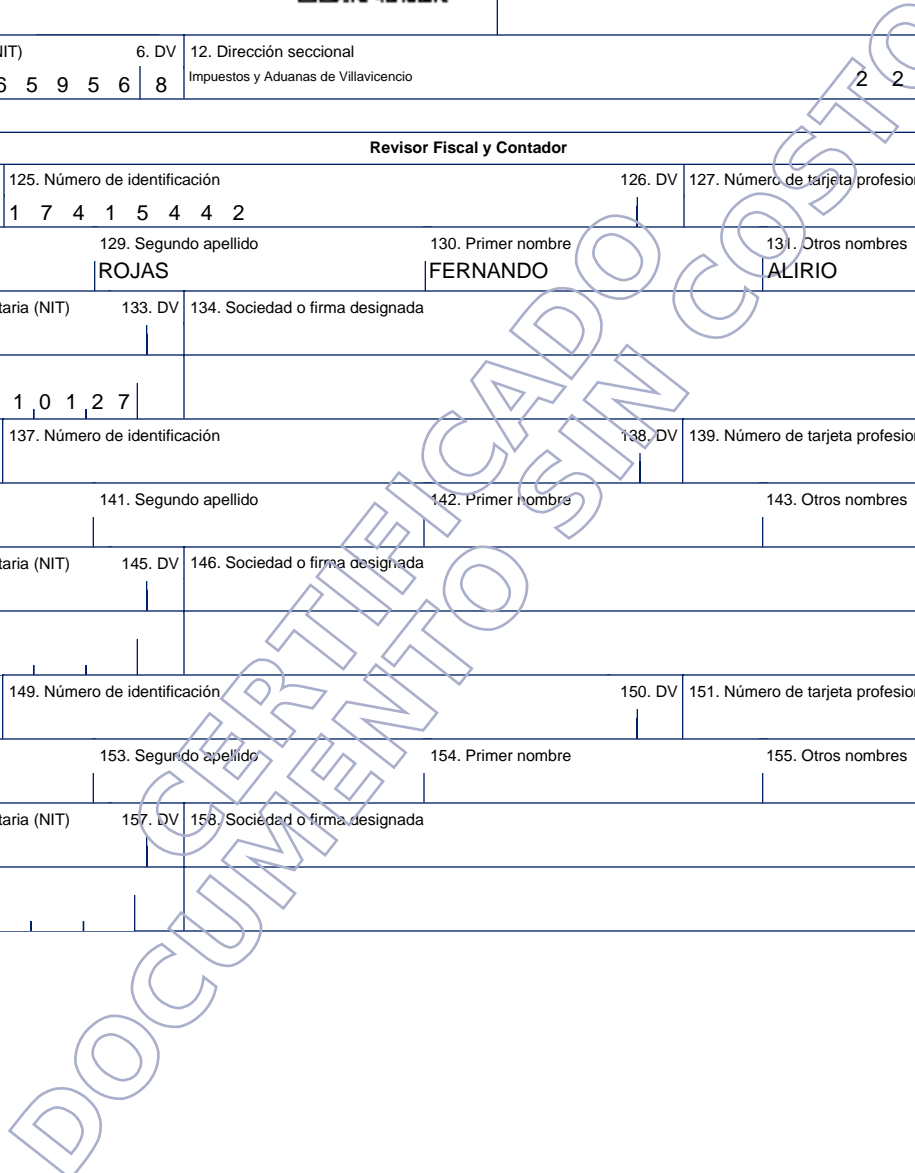 NIT) 6. DV 12. Dirección seccional
6 5 9 5 6 8 Impuestos y Aduanas de Villavicencio 2 2
Revisor Fiscal y Contador
125. Número de identificación 126. DV 127. Número de tarjeta profesion
1 7 4 1 5 4 4 2
129. Segundo apellido 130. Primer nombre 131. Otros nombres
ROJAS FERNANDO ALIRIO
taria (NIT) 133. DV 134. Sociedad o firma designada
1 0 1 2 7
137. Número de identificación 138. DV 139. Número de tarjeta profesion
141. Segundo apellido 142. Primer nombre 143. Otros nombres
taria (NIT) 145. DV 146. Sociedad o firma designada
149. Número de identificación 150. DV 151. Número de tarjeta profesion
153. Segundo apellido 154. Primer nombre 155. Otros nombres
taria (NIT) 157. DV 158. Sociedad o firma designada
CERTIFICADO
DOCUMENTO SIN COSTO